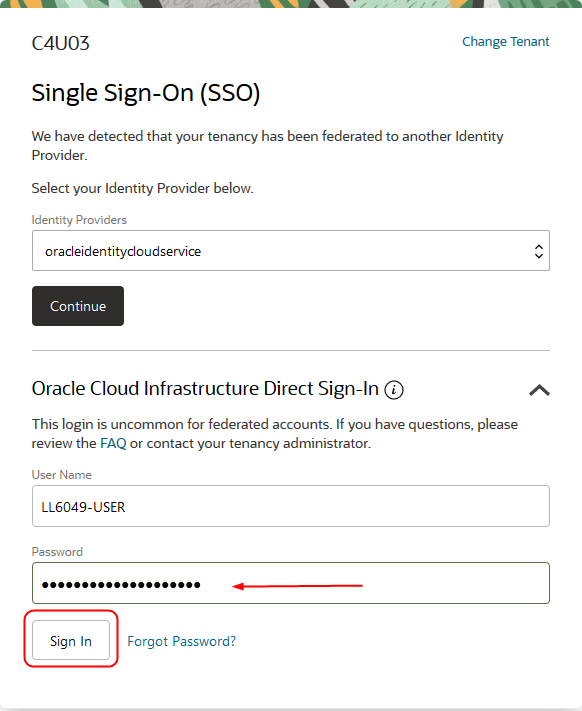 C4U03
Change Tenant
Single Sign-On (SSO)
We have detected that your tenancy has been federated to another Identity
Provider.
Select your Identity Provider below.
Identity Providers
oracleidentitycloudservice
Continue
Oracle Cloud Infrastructure Direct Sign-In i
This login is uncommon for federated accounts. If you have questions, please
review the FAQ or contact your tenancy administrator.
User Name
LL6049-USER
Password
••••••••••••••••••••
Sign In Forgot Password?